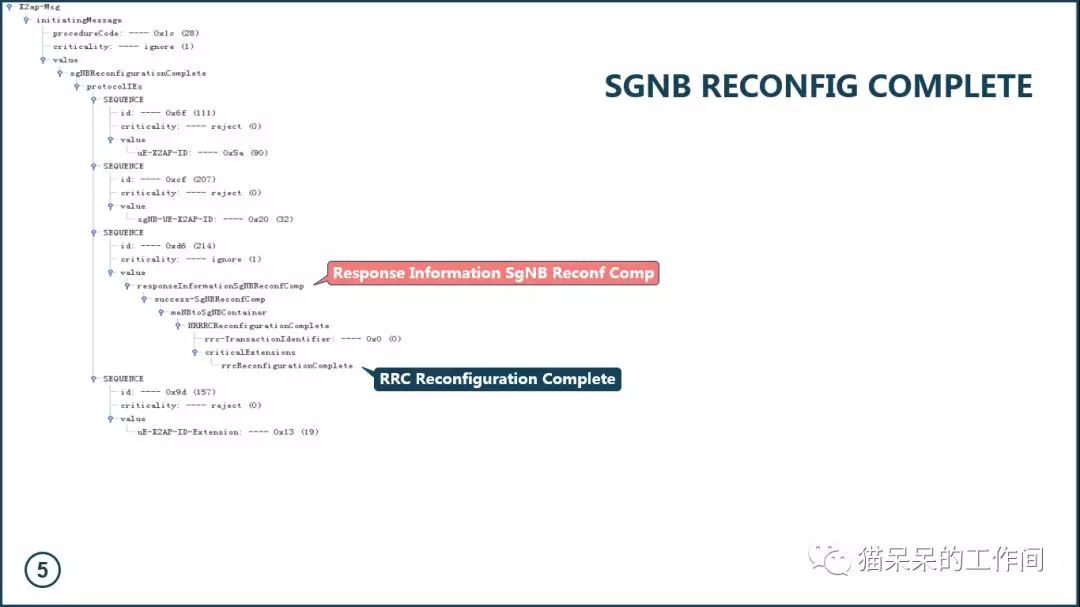 X2ap-Msg
initiatingMessage
procedureCode: ---- 0x1c (28)
criticality: ---- ignore (1)
value
sgNBReconfigurationComplete
protocolIEs
SEQUENCE
id: ---- 0x6f (111)
criticality: ---- reject (0)
value
uE-X2AP-ID: ---- 0x5a (90)
SEQUENCE
id: ---- 0xcf (207)
criticality: ---- reject (0)
value
sgNB-UE-X2AP-ID: ---- 0x20 (32)
SEQUENCE
id: ---- 0xd6 (214)
criticality: ---- ignore (1)
value
responseInformationSgNBReconfComp
success-SgNBReconfComp
meNBtoSgNBContainer
NRRRCReconfigurationComplete
rrc-TransactionIdentifier: ---- 0x0 (0)
criticalExtensions
rrcReconfigurationComplete
SEQUENCE
id: ---- 0x9d (157)
criticality: ---- reject (0)
value
uE-X2AP-ID-Extension: ---- 0x13 (19)
SGNB RECONFIG COMPLETE
Response Information SgNB Reconf Comp
RRC Reconfiguration Complete
5
猫呆呆的工作间